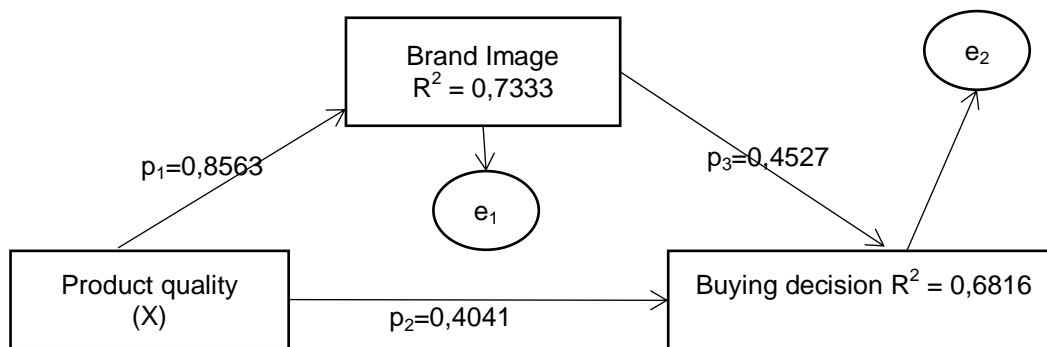 Brand Image
R² = 0,7333
e₂
p₁=0,8563
p₃=0,4527
e₁
Product quality
(X)
Buying decision R² = 0,6816
p₂=0,4041